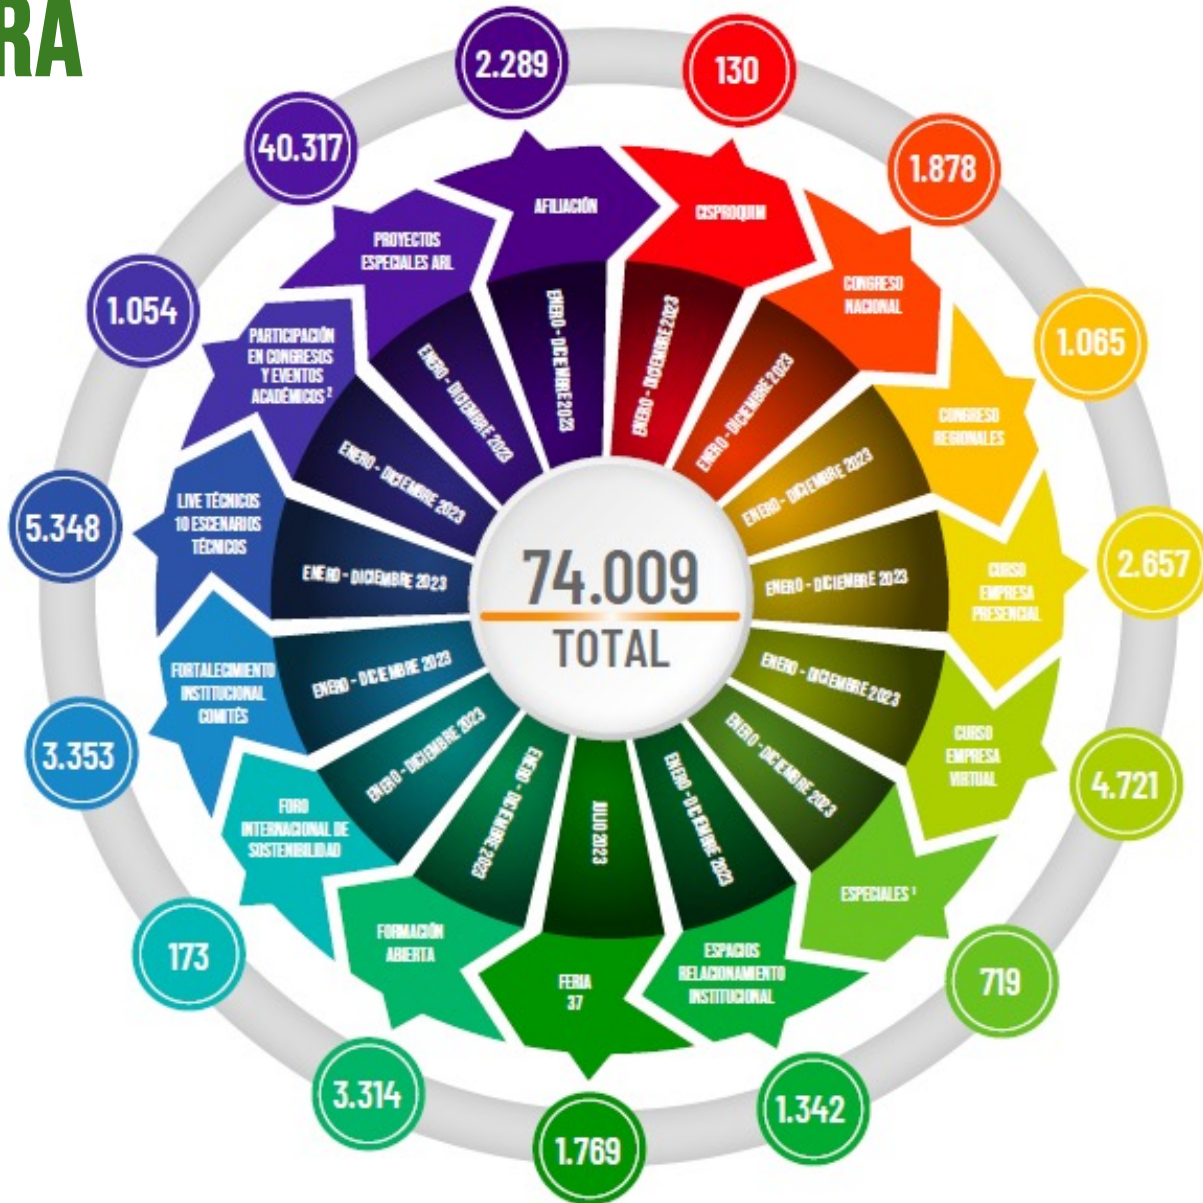 RA
2.289
AFILIACIÓN
ENERO - DICIEMBRE 2023
130
CISPROQUIM
ENERO - DICIEMBRE 2023
1.878
CONGRESO
NACIONAL
ENERO - DICIEMBRE 2023
1.065
CONGRESO
REGIONALES
ENERO - DICIEMBRE 2023
2.657
CURSO
EMPRESA
PRESENCIAL
ENERO - DICIEMBRE 2023
4.721
CURSO
EMPRESA
VIRTUAL
ENERO - DICIEMBRE 2023
719
ESPECIALES ¹
ENERO - DICIEMBRE 2023
1.342
ESPACIOS
RELACIONAMIENTO
INSTITUCIONAL
ENERO - DICIEMBRE 2023
1.769
FERIA
37
JULIO 2023
3.314
FORMACIÓN
ABIERTA
ENERO - DICIEMBRE 2023
173
FORO
INTERNACIONAL DE
SOSTENIBILIDAD
ENERO - DICIEMBRE 2023
3.353
FORTALECIMIENTO
INSTITUCIONAL
COMITÉS
ENERO - DICIEMBRE 2023
5.348
LIVE TÉCNICOS
10 ESCENARIOS
TÉCNICOS
ENERO - DICIEMBRE 2023
1.054
PARTICIPACIÓN
EN CONGRESOS
Y EVENTOS
ACADÉMICOS ²
ENERO - DICIEMBRE 2023
40.317
PROYECTOS
ESPECIALES ARL
ENERO - DICIEMBRE 2023
74.009
TOTAL